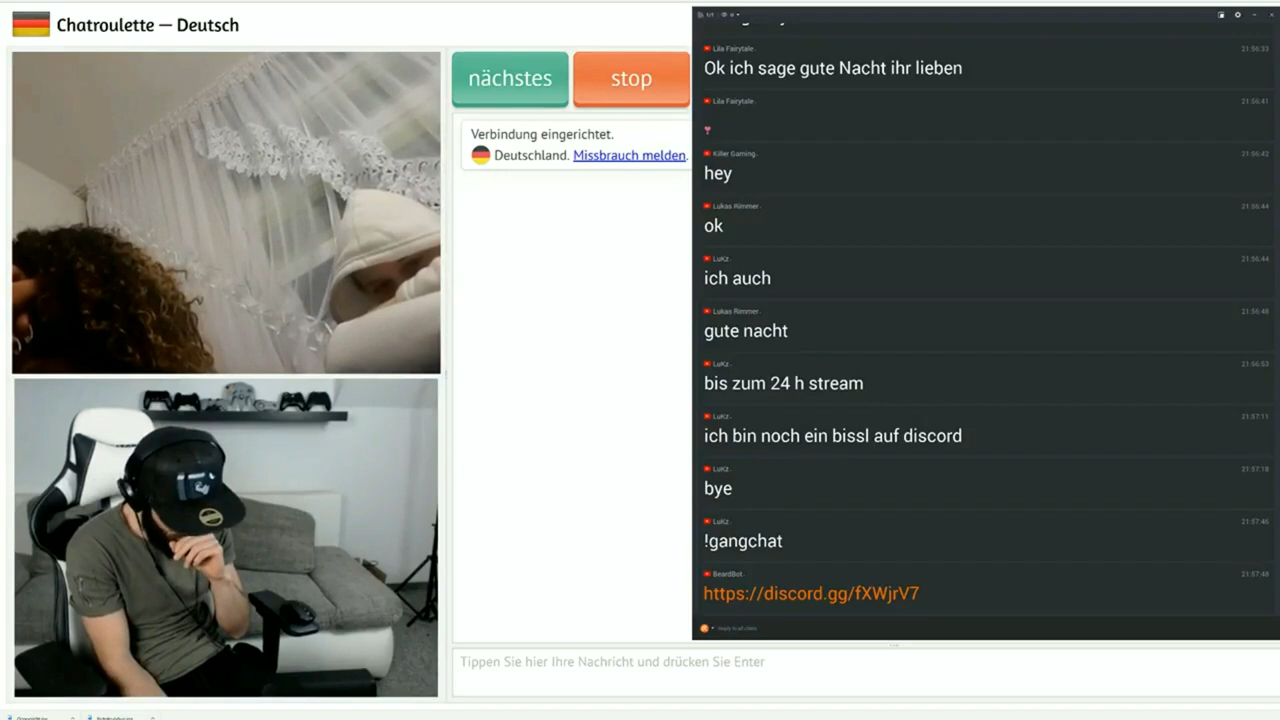 Chatroulette — Deutsch
nächstes
stop
Verbindung eingerichtet.
Deutschland. Missbrauch melden.
Lila Fairytale 21:56:33
Ok ich sage gute Nacht ihr lieben
Lila Fairytale 21:56:41
Killer Gaming 21:56:42
hey
Lukas Rimmer 21:56:44
ok
LuKz 21:56:44
ich auch
Lukas Rimmer 21:56:48
gute nacht
LuKz 21:56:53
bis zum 24 h stream
LuKz 21:57:11
ich bin noch ein bissl auf discord
LuKz 21:57:18
bye
LuKz 21:57:46
!gangchat
BeardBot 21:57:48
https://discord.gg/fXWjrV7
Tippen Sie hier Ihre Nachricht und drücken Sie Enter